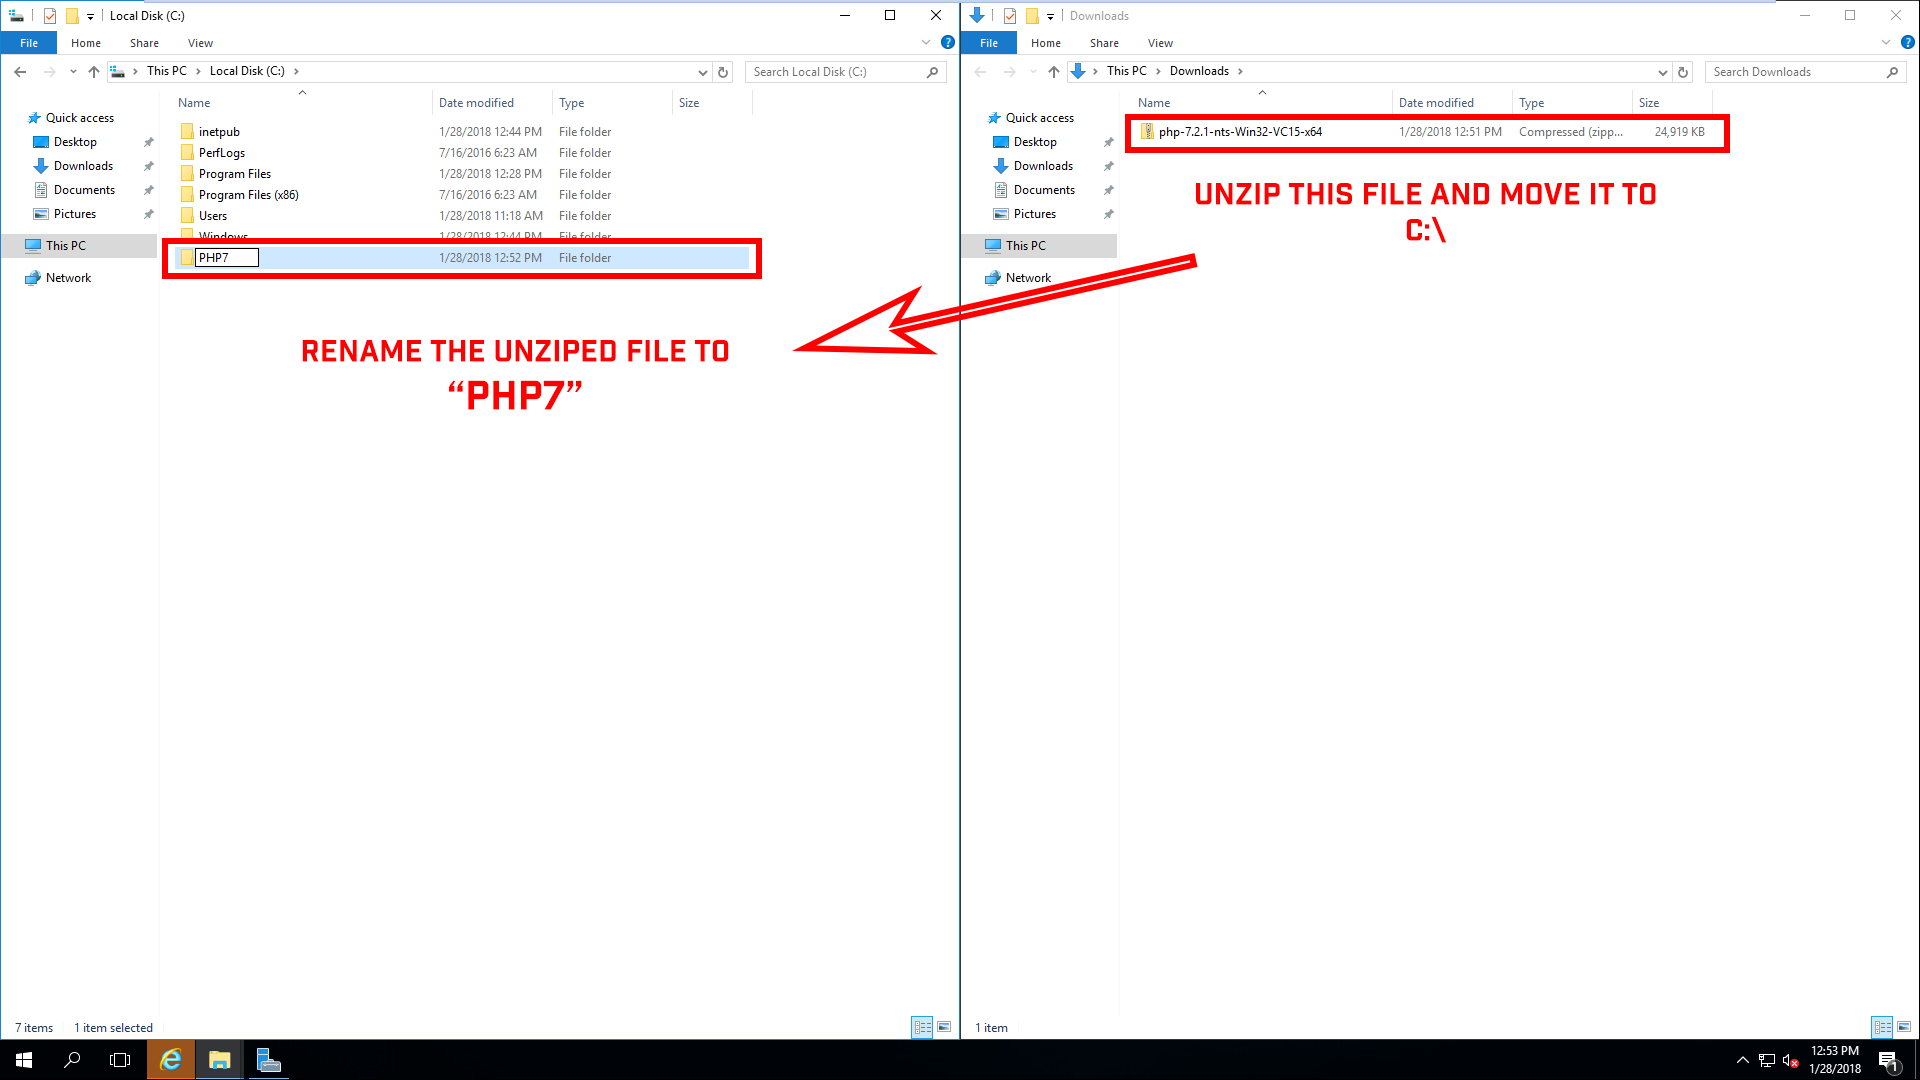 Local Disk (C:)
File Home Share View
This PC Local Disk (C:)
Search Local Disk (C:)
Quick access
Desktop
Downloads
Documents
Pictures
This PC
Network
Name Date modified Type Size
inetpub 1/28/2018 12:44 PM File folder
PerfLogs 7/16/2016 6:23 AM File folder
Program Files 1/28/2018 12:28 PM File folder
Program Files (x86) 7/16/2016 6:23 AM File folder
Users 1/28/2018 11:18 AM File folder
Windows 1/28/2018 12:44 PM File folder
PHP7 1/28/2018 12:52 PM File folder
RENAME THE UNZIPED FILE TO
“PHP7”
7 items 1 item selected
Downloads
File Home Share View
This PC Downloads
Search Downloads
Quick access
Desktop
Downloads
Documents
Pictures
This PC
Network
Name Date modified Type Size
php-7.2.1-nts-Win32-VC15-x64 1/28/2018 12:51 PM Compressed (zipp... 24,919 KB
UNZIP THIS FILE AND MOVE IT TO
C:\
1 item
12:53 PM
1/28/2018
1